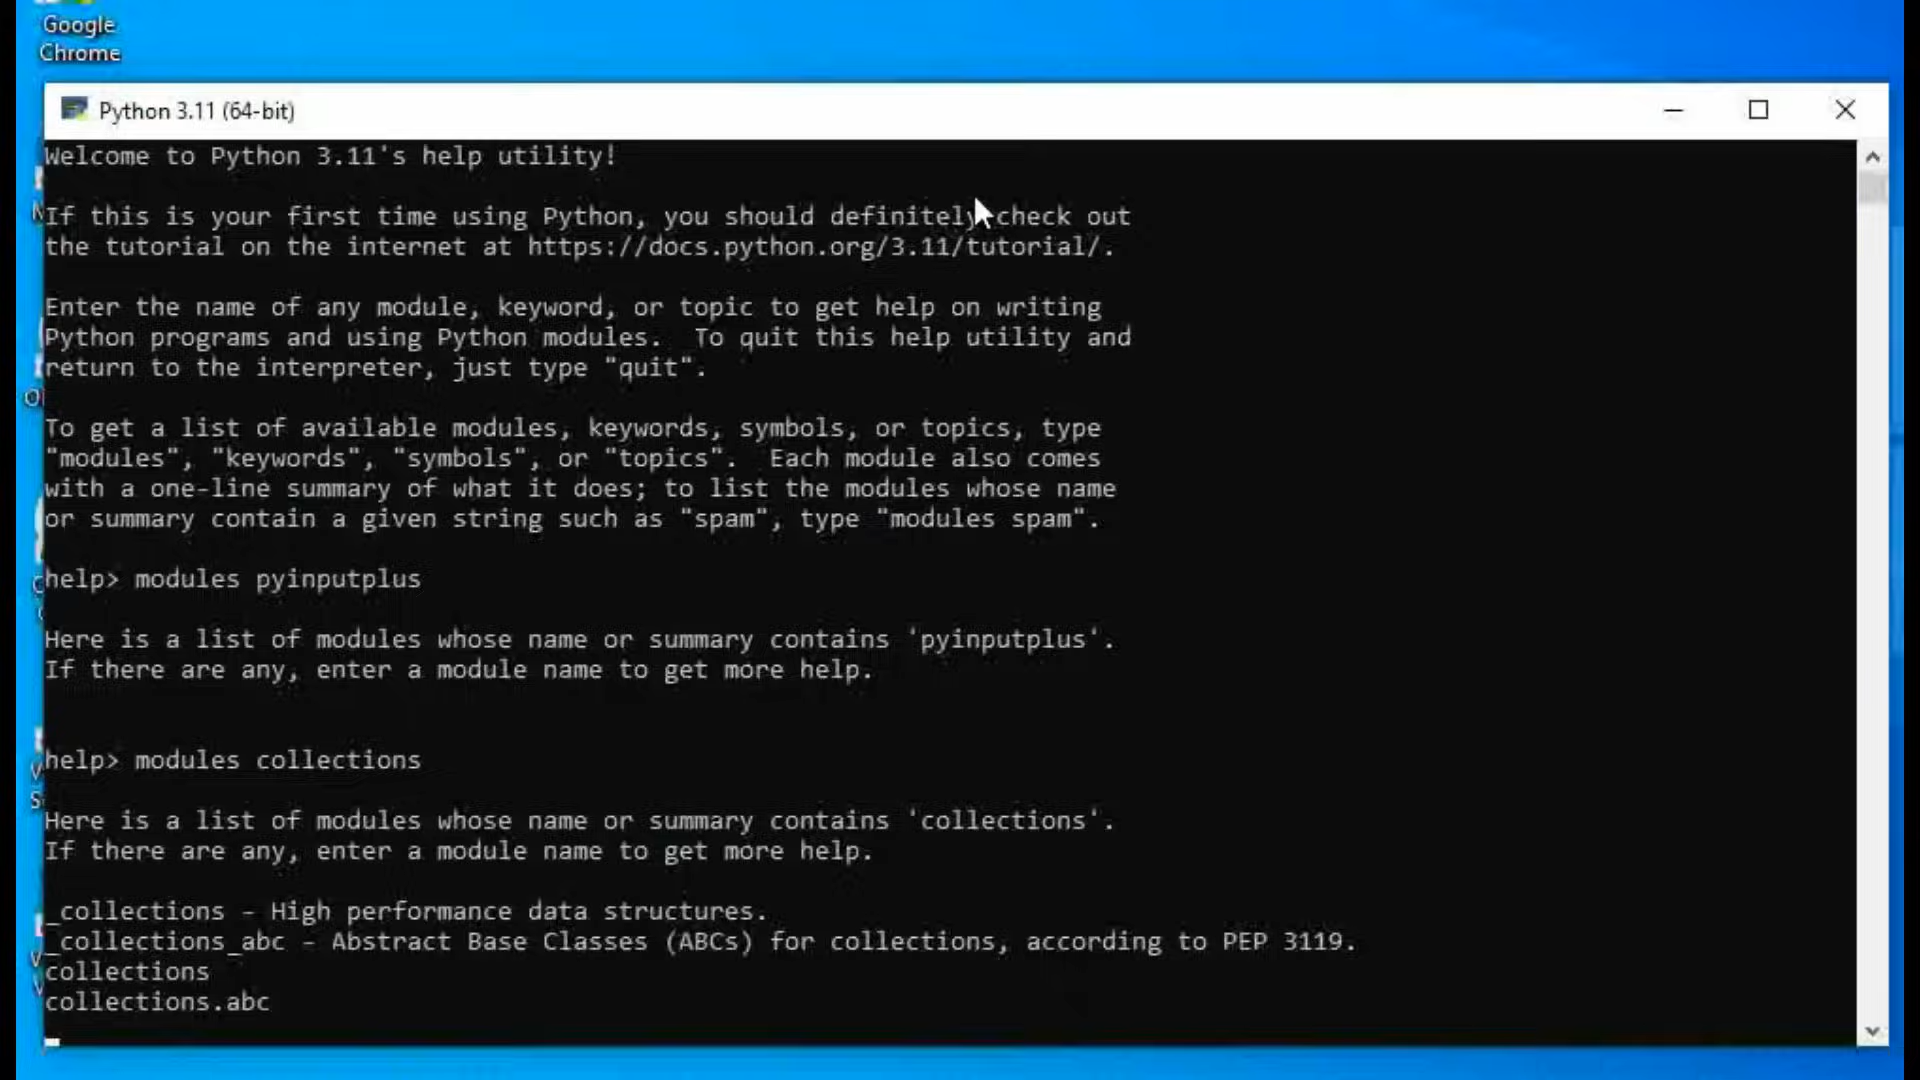 Google
Chrome
Python 3.11 (64-bit)
Welcome to Python 3.11's help utility!
If this is your first time using Python, you should definitely check out
the tutorial on the internet at https://docs.python.org/3.11/tutorial/.
Enter the name of any module, keyword, or topic to get help on writing
Python programs and using Python modules.  To quit this help utility and
return to the interpreter, just type "quit".
To get a list of available modules, keywords, symbols, or topics, type
"modules", "keywords", "symbols", or "topics".  Each module also comes
with a one-line summary of what it does; to list the modules whose name
or summary contain a given string such as "spam", type "modules spam".
help> modules pyinputplus
Here is a list of modules whose name or summary contains 'pyinputplus'.
If there are any, enter a module name to get more help.
help> modules collections
Here is a list of modules whose name or summary contains 'collections'.
If there are any, enter a module name to get more help.
_collections - High performance data structures.
_collections_abc - Abstract Base Classes (ABCs) for collections, according to PEP 3119.
collections
collections.abc